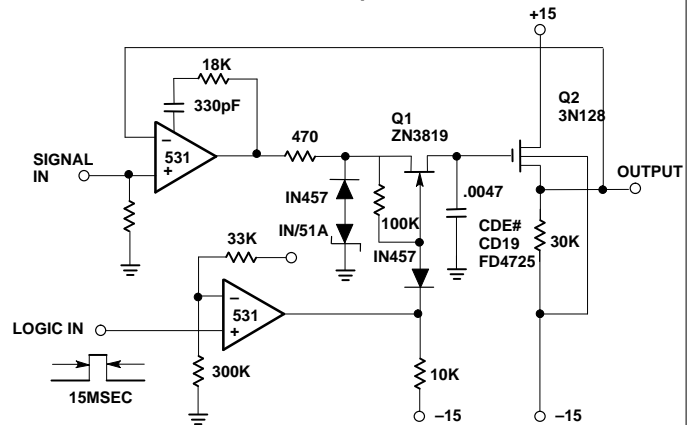 +15
18K
330pF
Q1
ZN3819
Q2
3N128
−
531
+
470
SIGNAL
IN
OUTPUT
IN457
IN/51A
100K
.0047
IN457
CDE#
CD19
FD4725
30K
33K
−
531
+
LOGIC IN
300K
10K
15MSEC
–15
–15